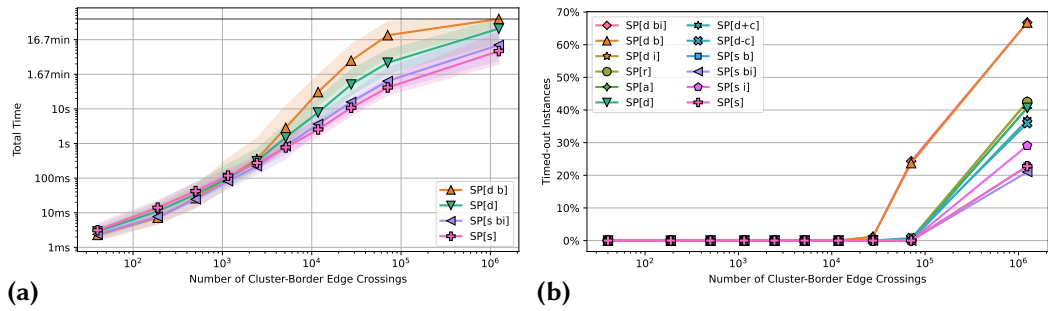 Total Time
16.7min
1.67min
10s
1s
100ms
10ms
1ms
10²
10³
10⁴
10⁵
10⁶
Number of Cluster-Border Edge Crossings
SP[d b]
SP[d]
SP[s bi]
SP[s]
(a)
Timed-out Instances
70%
60%
50%
40%
30%
20%
10%
0%
10²
10³
10⁴
10⁵
10⁶
Number of Cluster-Border Edge Crossings
SP[d bi]
SP[d b]
SP[d i]
SP[r]
SP[a]
SP[d]
SP[d+c]
SP[d-c]
SP[s b]
SP[s bi]
SP[s i]
SP[s]
(b)